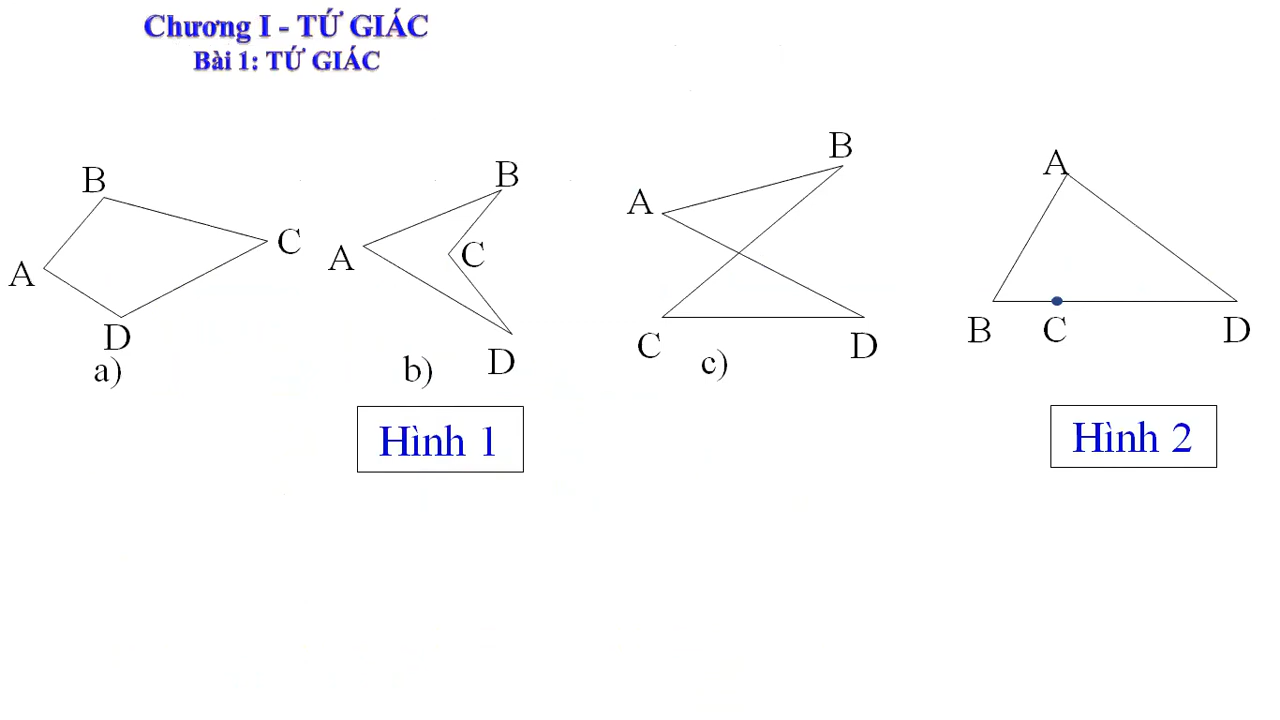 Chương I - TỨ GIÁC
Bài 1: TỨ GIÁC
B
A
C
D
a)
B
A
C
D
b)
B
A
C
D
c)
Hình 1
A
B
C
D
Hình 2